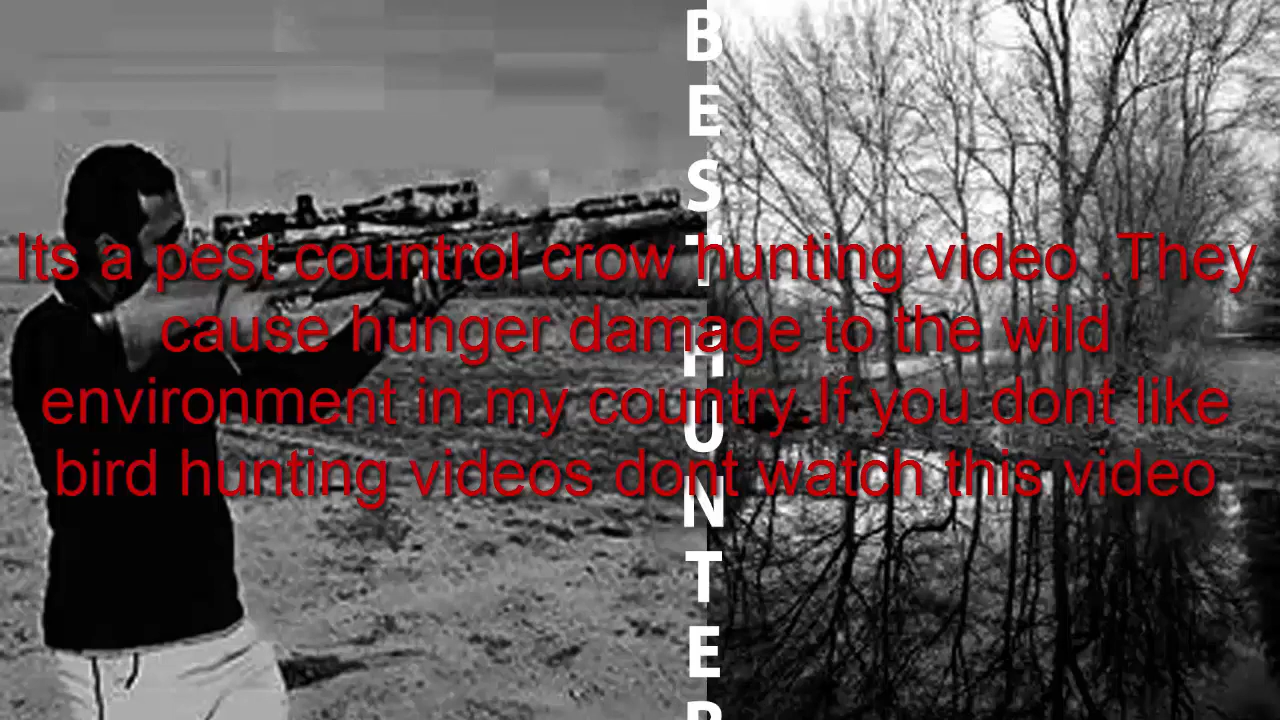 Its a pest countrol crow hunting video .They
cause hunger damage to the wild
environment in my country.If you dont like
bird hunting videos dont watch this video
BEST HUNTER